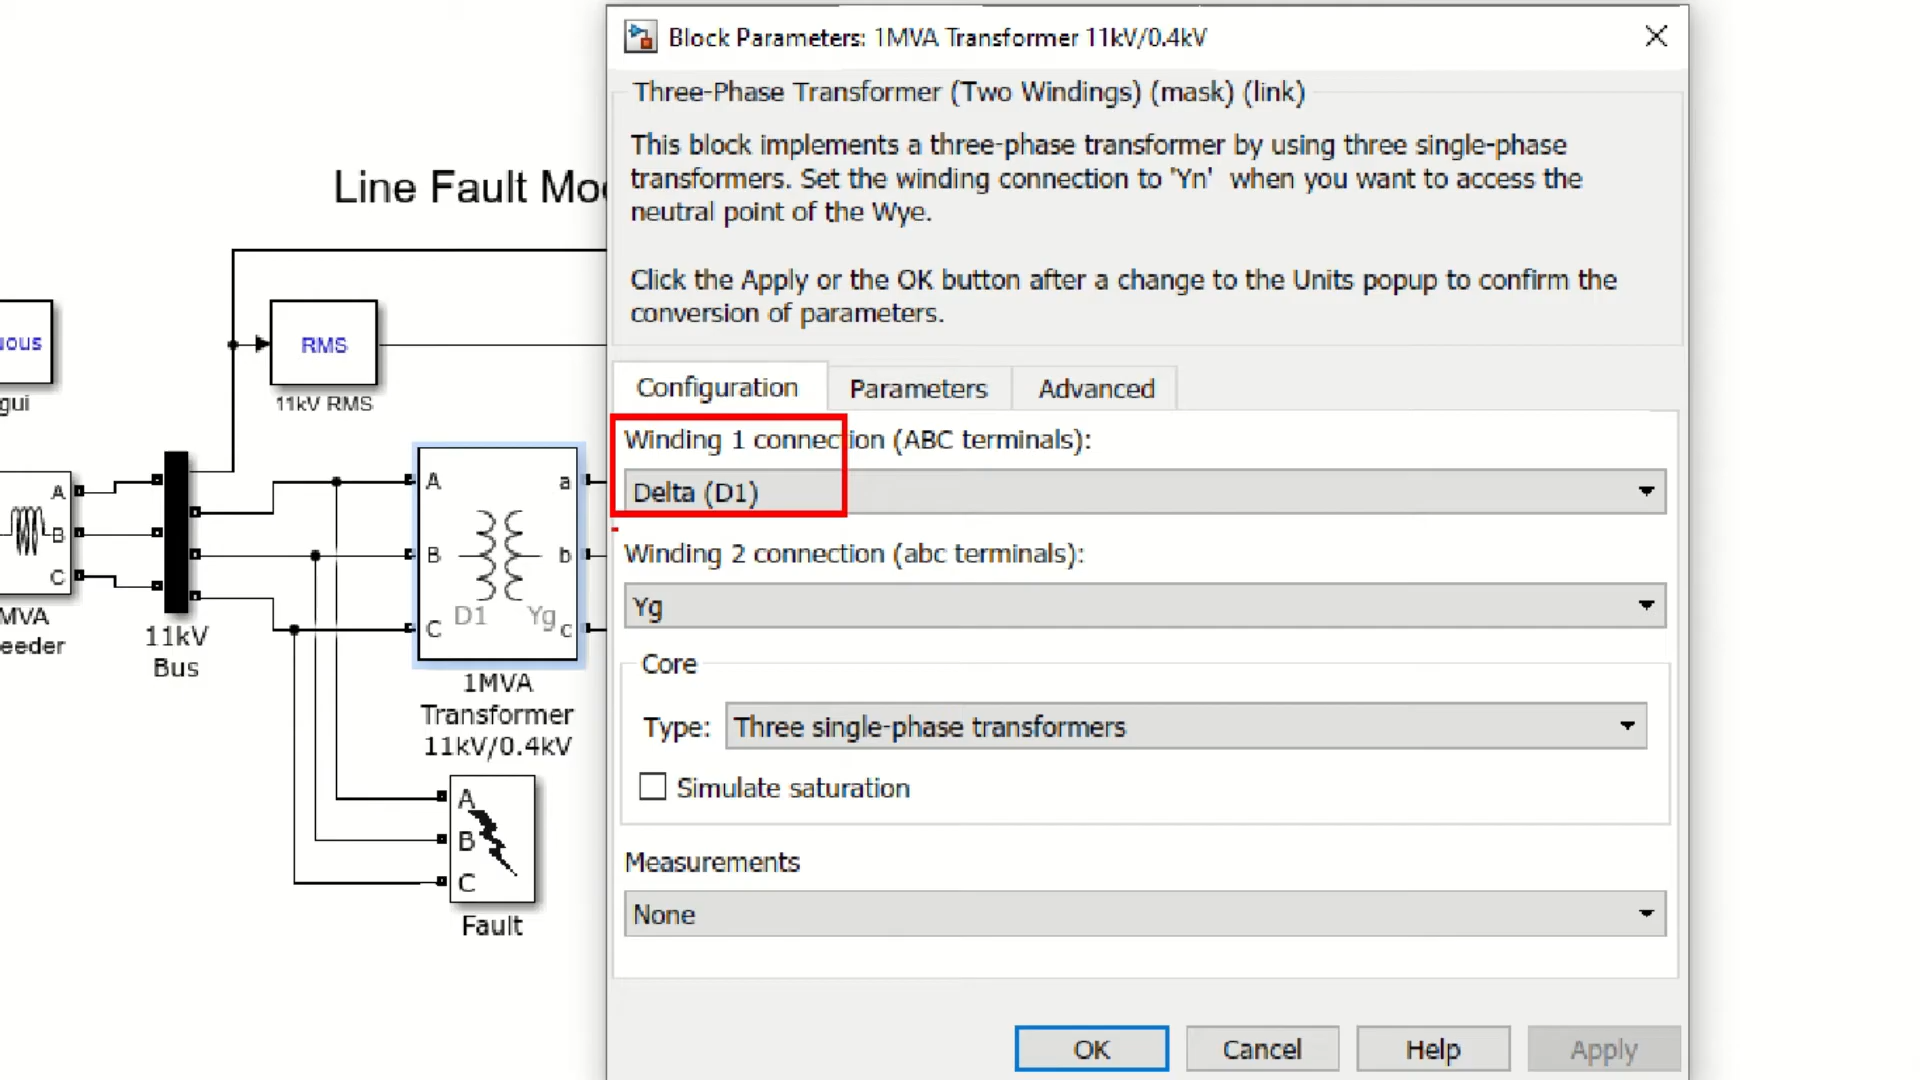 Block Parameters: 1MVA Transformer 11kV/0.4kV
Three-Phase Transformer (Two Windings) (mask) (link)
This block implements a three-phase transformer by using three single-phase
transformers. Set the winding connection to 'Yn' when you want to access the
neutral point of the Wye.
Click the Apply or the OK button after a change to the Units popup to confirm the
conversion of parameters.
Configuration
Parameters
Advanced
Winding 1 connection (ABC terminals):
Delta (D1)
Winding 2 connection (abc terminals):
Yg
Core
Type: Three single-phase transformers
Simulate saturation
Measurements
None
OK
Cancel
Help
Apply
Line Fault
RMS
11kV RMS
A
B
C
MVA
11kV
Bus
A
B
C
a
b
c
D1
Yg
1MVA
Transformer
11kV/0.4kV
A
B
C
Fault